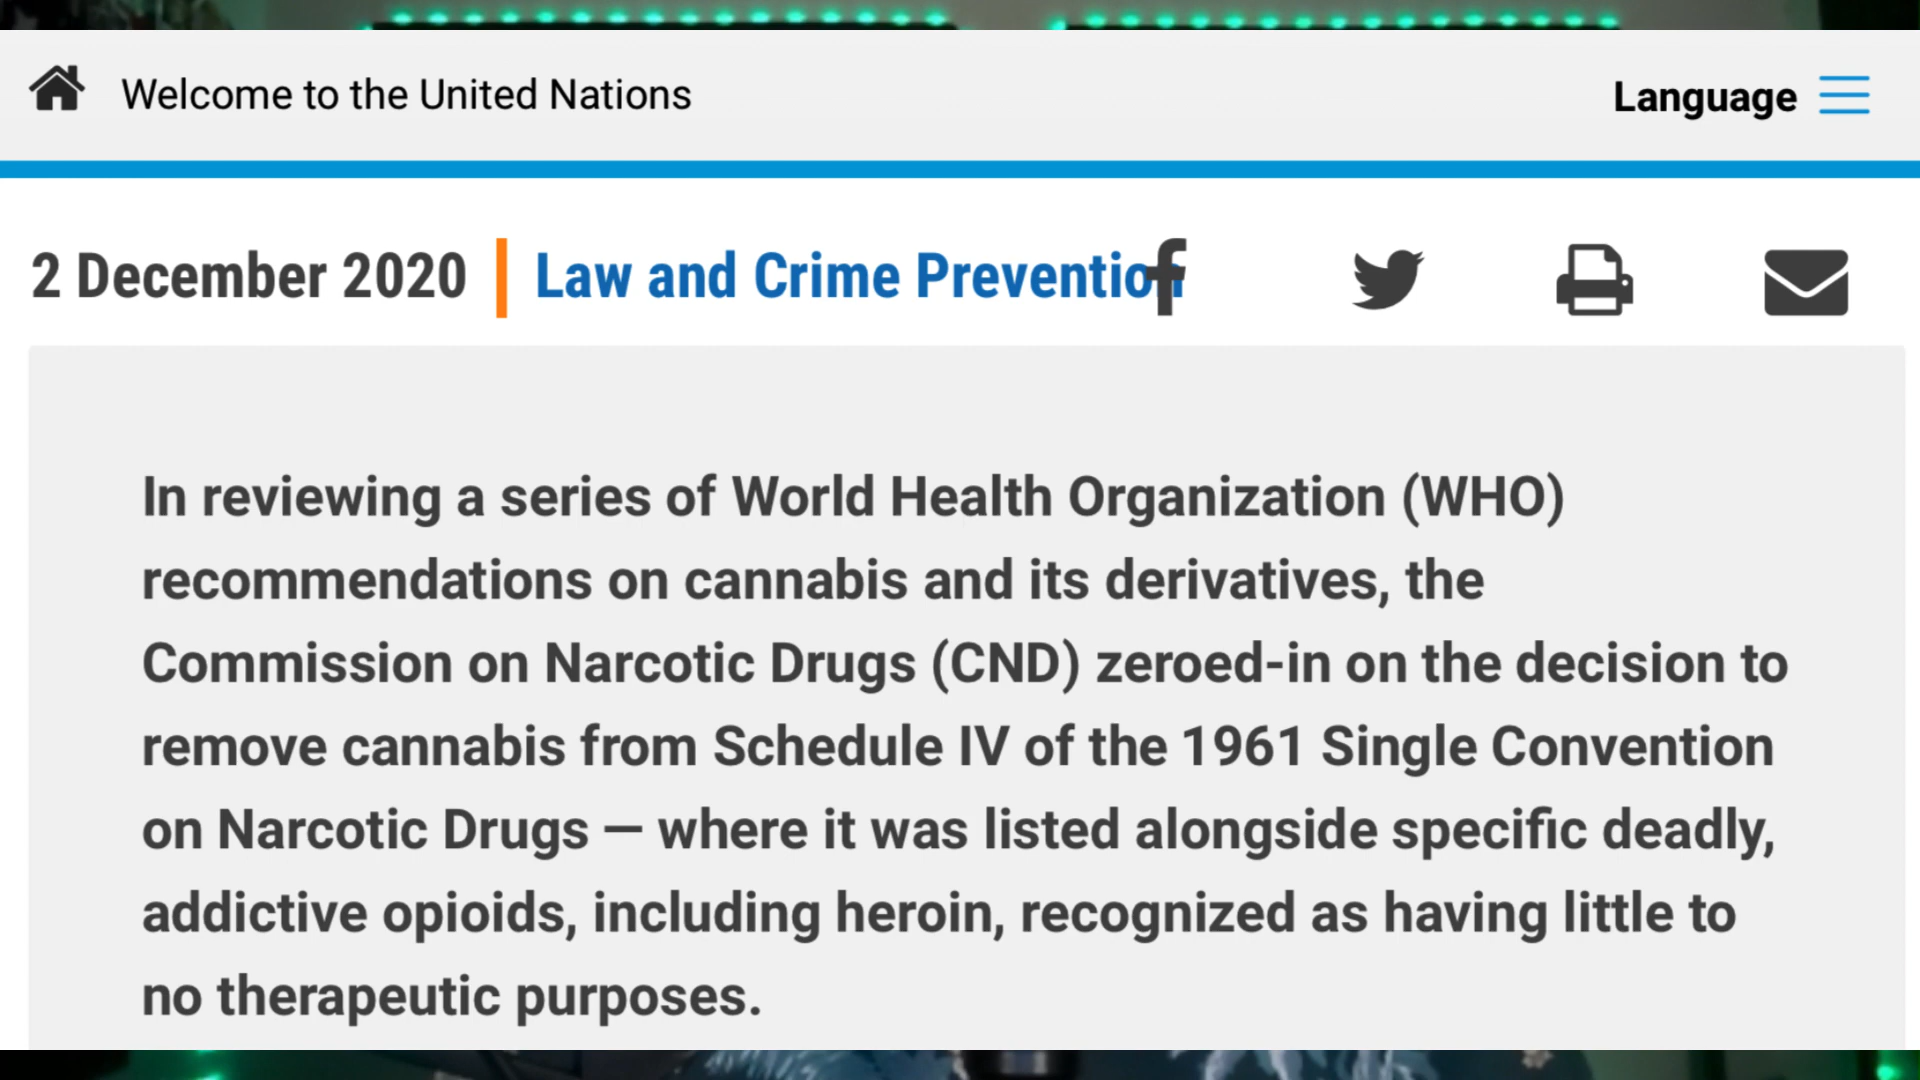 Welcome to the United Nations
Language
2 December 2020
Law and Crime Prevention
In reviewing a series of World Health Organization (WHO)
recommendations on cannabis and its derivatives, the
Commission on Narcotic Drugs (CND) zeroed-in on the decision to
remove cannabis from Schedule IV of the 1961 Single Convention
on Narcotic Drugs — where it was listed alongside specific deadly,
addictive opioids, including heroin, recognized as having little to
no therapeutic purposes.